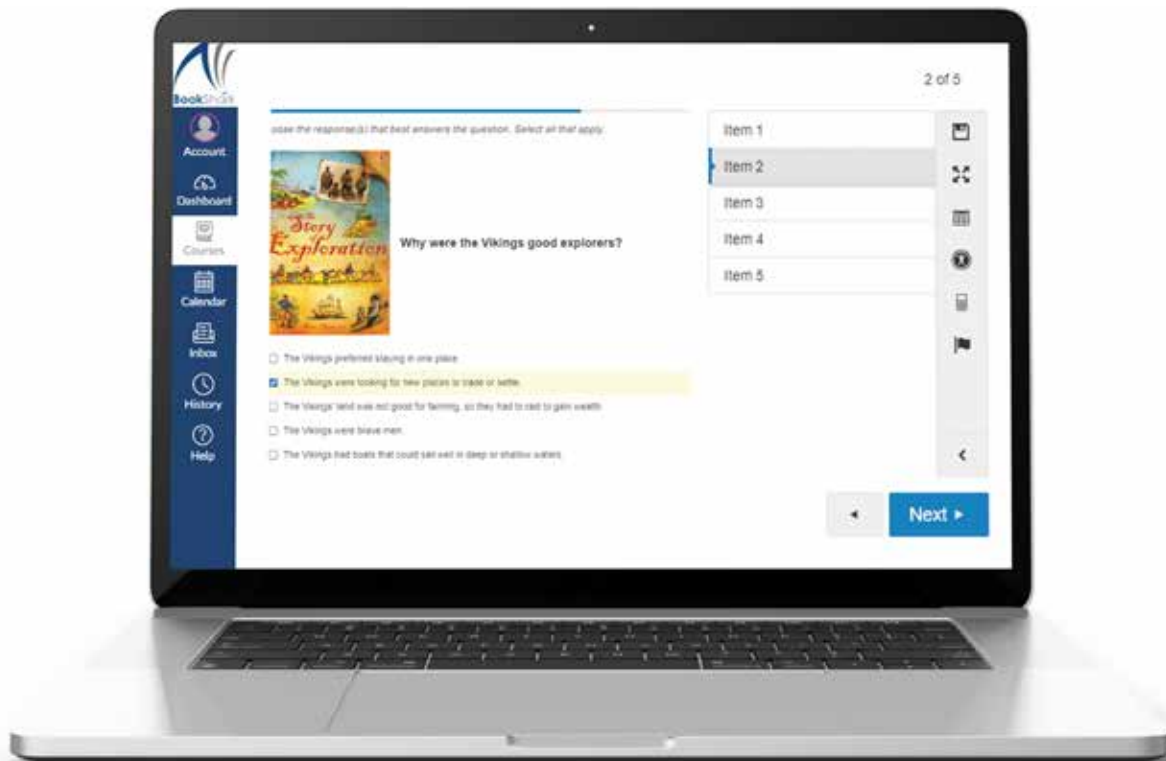 BookShark
Account
Dashboard
Courses
Calendar
Inbox
History
Help
2 of 5
oose the response(s) that best answers the question. Select all that apply.
Story
Exploration
Why were the Vikings good explorers?
The Vikings preferred staying in one place
The Vikings were looking for new places to trade or settle.
The Vikings' land was not good for farming, so they had to raid to gain wealth.
The Vikings were brave men.
The Vikings had boats that could sail well in deep or shallow waters.
Item 1
Item 2
Item 3
Item 4
Item 5
Next